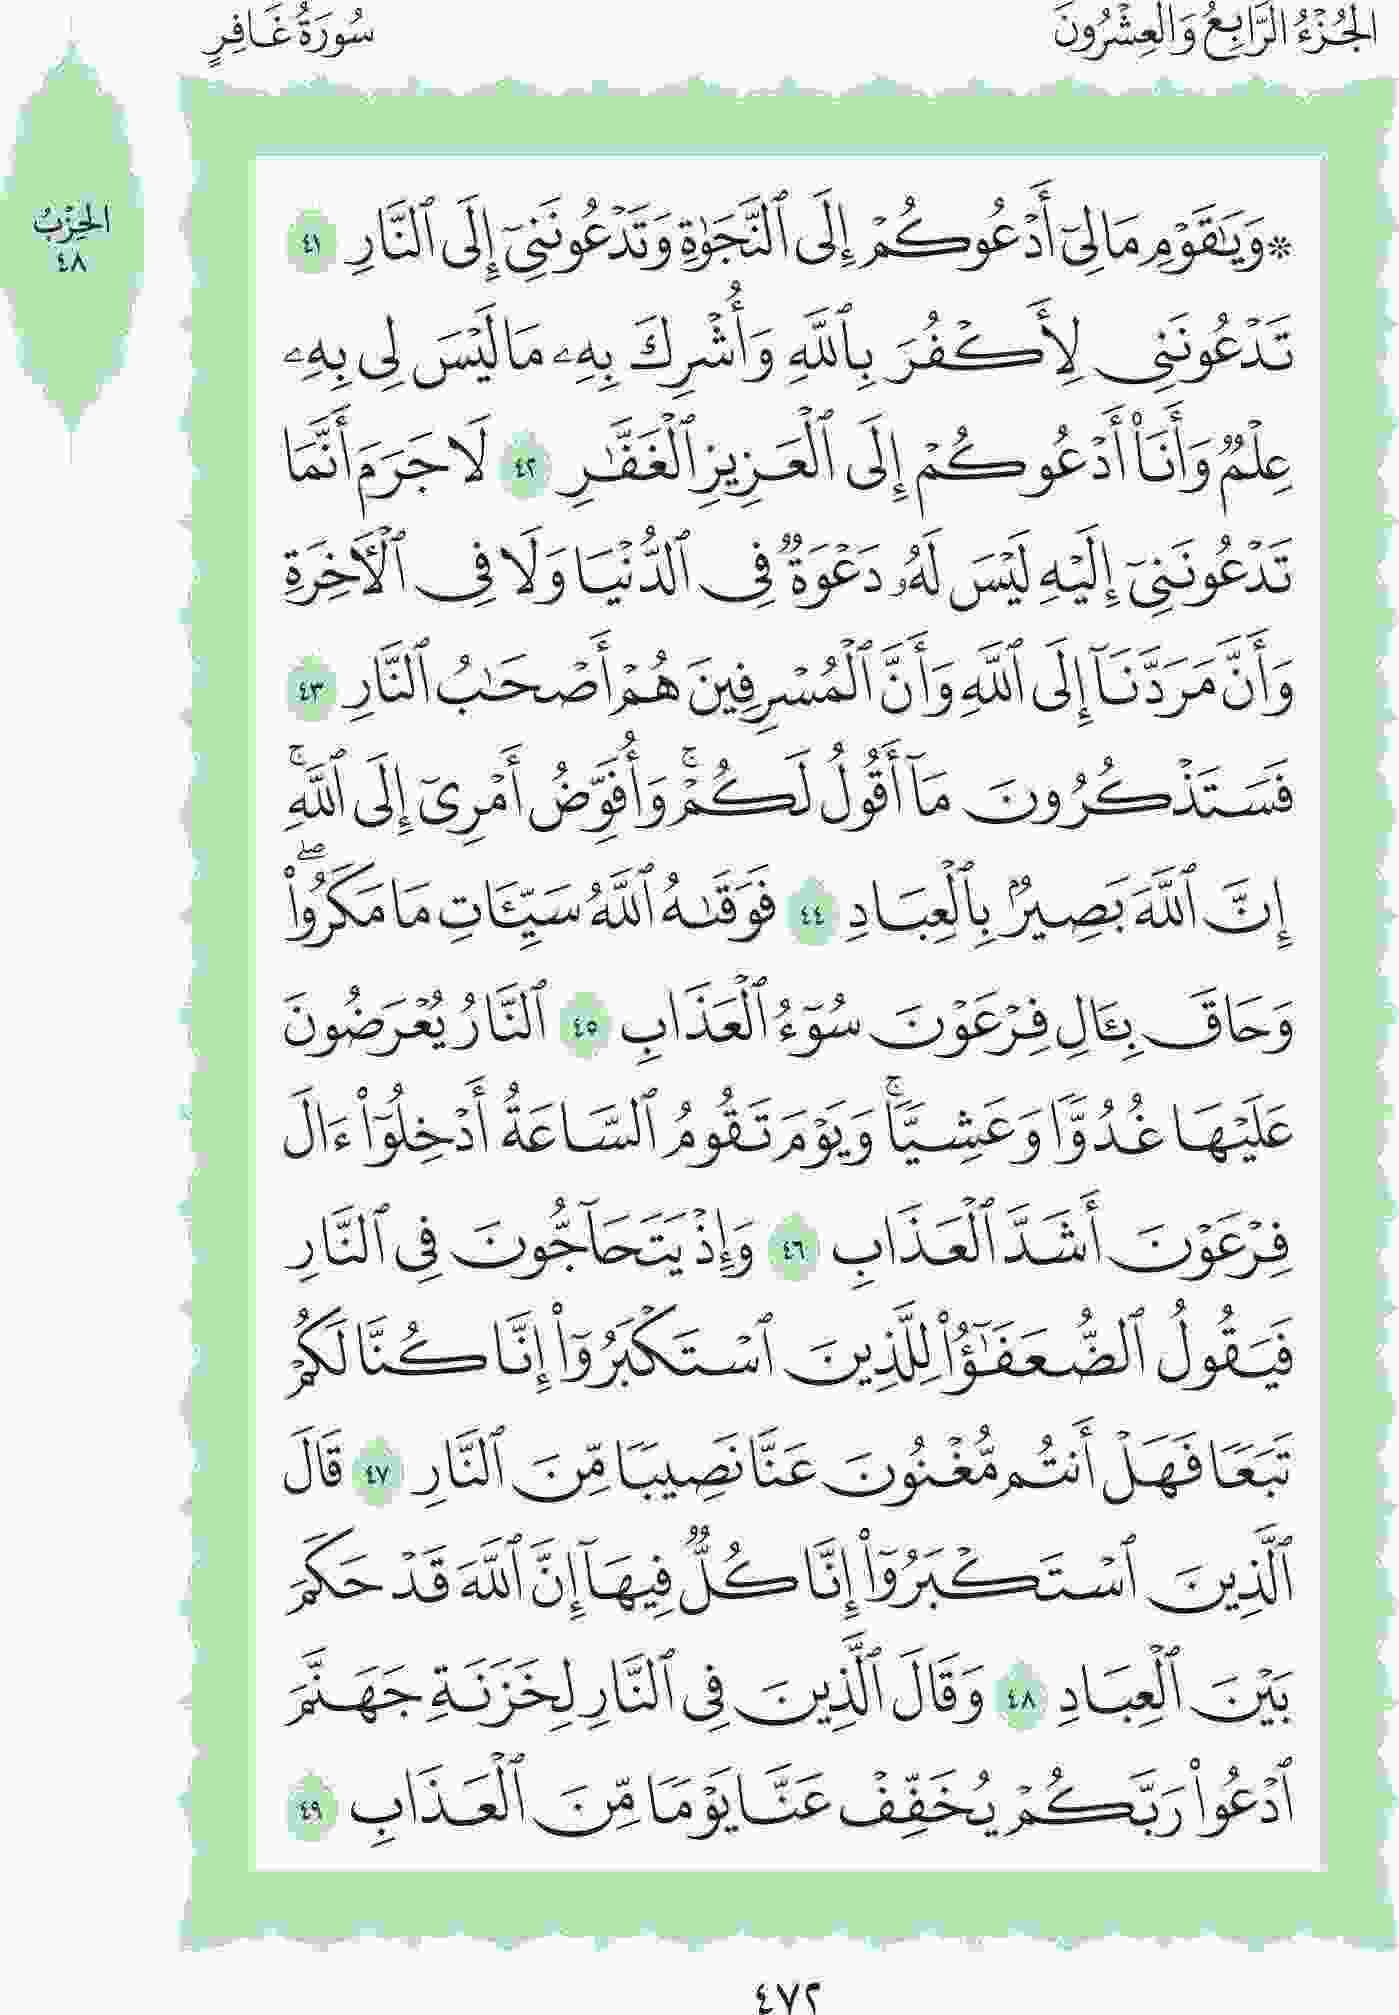 الجُزْءُ الرَّابِعُ وَالعِشْرُونَ
سُورَةُ غَافِرٍ
الحِزْبُ
٤٨
۞ وَيَٰقَوۡمِ مَا لِيٓ أَدۡعُوكُمۡ إِلَى ٱلنَّجَوٰةِ وَتَدۡعُونَنِيٓ إِلَى ٱلنَّارِ ٤١
تَدۡعُونَنِي لِأَكۡفُرَ بِٱللَّهِ وَأُشۡرِكَ بِهِۦ مَا لَيۡسَ لِي بِهِۦ
عِلۡمٞ وَأَنَا۠ أَدۡعُوكُمۡ إِلَى ٱلۡعَزِيزِ ٱلۡغَفَّٰرِ ٤٢ لَا جَرَمَ أَنَّمَا
تَدۡعُونَنِيٓ إِلَيۡهِ لَيۡسَ لَهُۥ دَعۡوَةٞ فِي ٱلدُّنۡيَا وَلَا فِي ٱلۡأٓخِرَةِ
وَأَنَّ مَرَدَّنَآ إِلَى ٱللَّهِ وَأَنَّ ٱلۡمُسۡرِفِينَ هُمۡ أَصۡحَٰبُ ٱلنَّارِ ٤٣
فَسَتَذۡكُرُونَ مَآ أَقُولُ لَكُمۡۚ وَأُفَوِّضُ أَمۡرِيٓ إِلَى ٱللَّهِۚ
إِنَّ ٱللَّهَ بَصِيرُۢ بِٱلۡعِبَادِ ٤٤ فَوَقَىٰهُ ٱللَّهُ سَيِّـَٔاتِ مَا مَكَرُواْۖ
وَحَاقَ بِـَٔالِ فِرۡعَوۡنَ سُوٓءُ ٱلۡعَذَابِ ٤٥ ٱلنَّارُ يُعۡرَضُونَ
عَلَيۡهَا غُدُوّٗا وَعَشِيّٗاۚ وَيَوۡمَ تَقُومُ ٱلسَّاعَةُ أَدۡخِلُوٓاْ ءَالَ
فِرۡعَوۡنَ أَشَدَّ ٱلۡعَذَابِ ٤٦ وَإِذۡ يَتَحَآجُّونَ فِي ٱلنَّارِ
فَيَقُولُ ٱلضُّعَفَٰٓؤُاْ لِلَّذِينَ ٱسۡتَكۡبَرُوٓاْ إِنَّا كُنَّا لَكُمۡ
تَبَعٗا فَهَلۡ أَنتُم مُّغۡنُونَ عَنَّا نَصِيبٗا مِّنَ ٱلنَّارِ ٤٧ قَالَ
ٱلَّذِينَ ٱسۡتَكۡبَرُوٓاْ إِنَّا كُلّٞ فِيهَآ إِنَّ ٱللَّهَ قَدۡ حَكَمَ
بَيۡنَ ٱلۡعِبَادِ ٤٨ وَقَالَ ٱلَّذِينَ فِي ٱلنَّارِ لِخَزَنَةِ جَهَنَّمَ
ٱدۡعُواْ رَبَّكُمۡ يُخَفِّفۡ عَنَّا يَوۡمٗا مِّنَ ٱلۡعَذَابِ ٤٩
٤٧٢